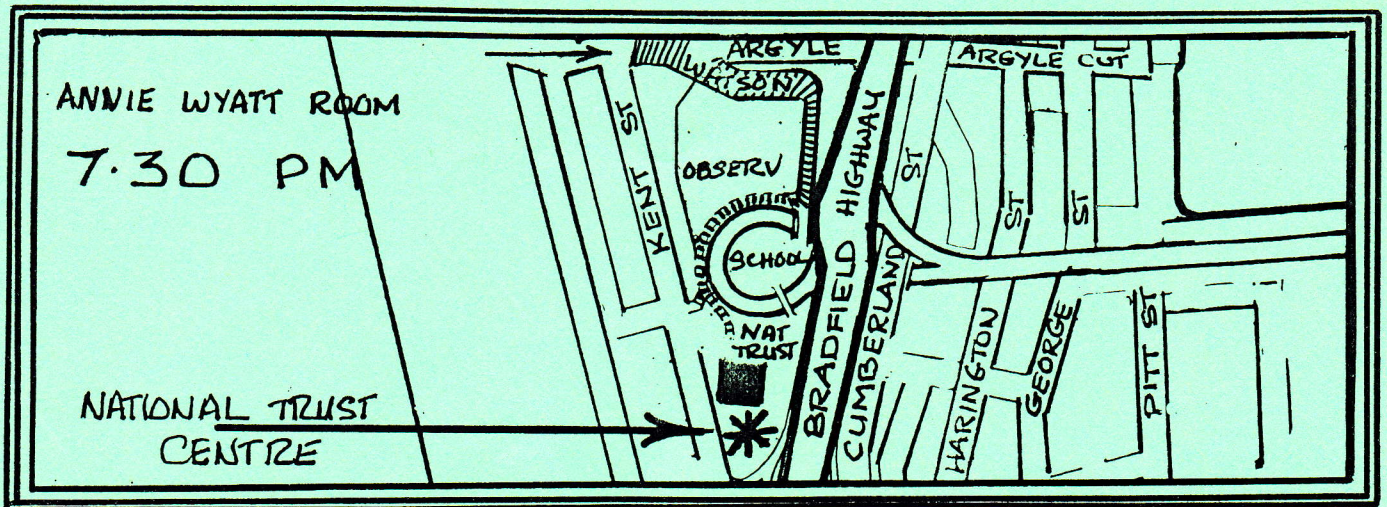 ANNIE WYATT ROOM
7.30 PM
NATIONAL TRUST
CENTRE
ARGYLE
WATSON
ARGYLE CUT
KENT ST
OBSERV
SCHOOL
NAT
TRUST
BRADFIELD HIGHWAY
CUMBERLAND ST
HARRINGTON ST
GEORGE ST
PITT ST